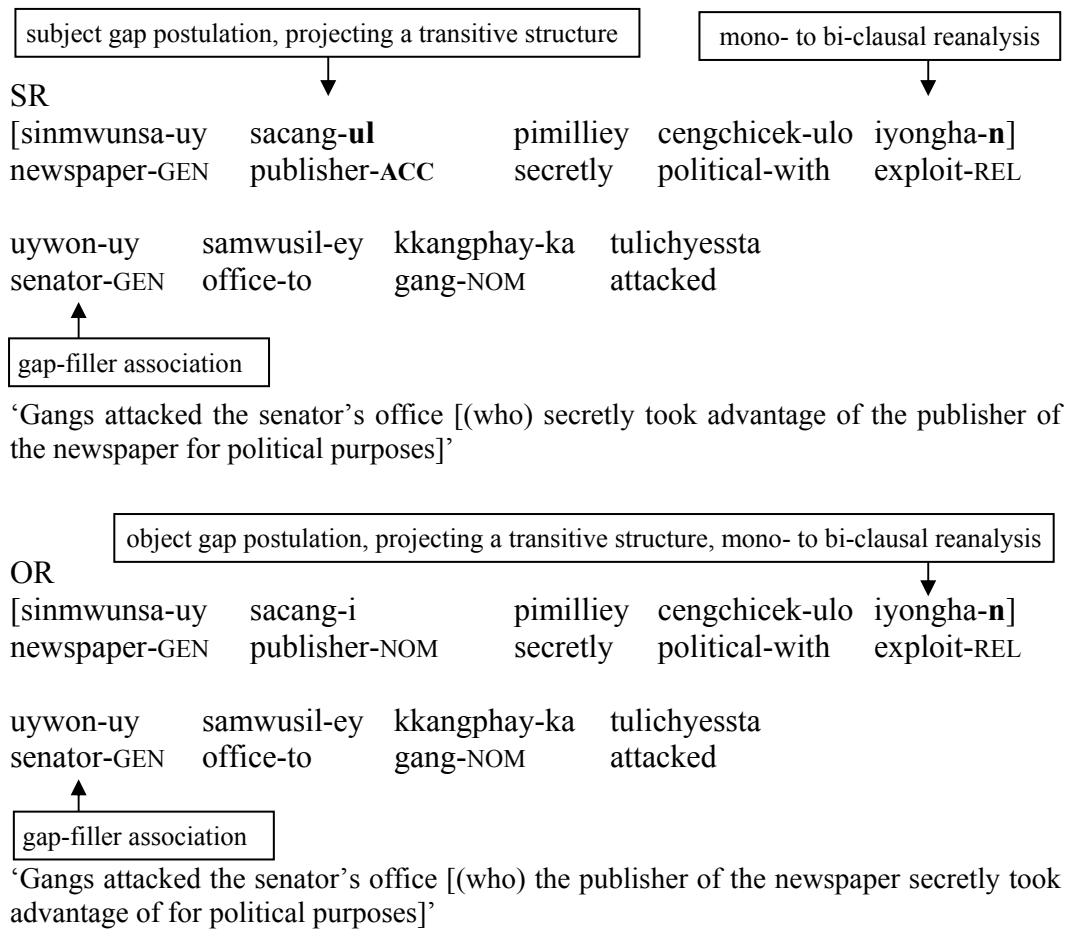 subject gap postulation, projecting a transitive structure
mono- to bi-clausal reanalysis
SR
[sinmwunsa-uy sacang-ul pimilliey cengchicek-ulo iyongha-n]
newspaper-GEN publisher-ACC secretly political-with exploit-REL
uywon-uy samwusil-ey kkangphay-ka tulichyessta
senator-GEN office-to gang-NOM attacked
gap-filler association
‘Gangs attacked the senator’s office [(who) secretly took advantage of the publisher of
the newspaper for political purposes]’
object gap postulation, projecting a transitive structure, mono- to bi-clausal reanalysis
OR
[sinmwunsa-uy sacang-i pimilliey cengchicek-ulo iyongha-n]
newspaper-GEN publisher-NOM secretly political-with exploit-REL
uywon-uy samwusil-ey kkangphay-ka tulichyessta
senator-GEN office-to gang-NOM attacked
gap-filler association
‘Gangs attacked the senator’s office [(who) the publisher of the newspaper secretly took
advantage of for political purposes]’